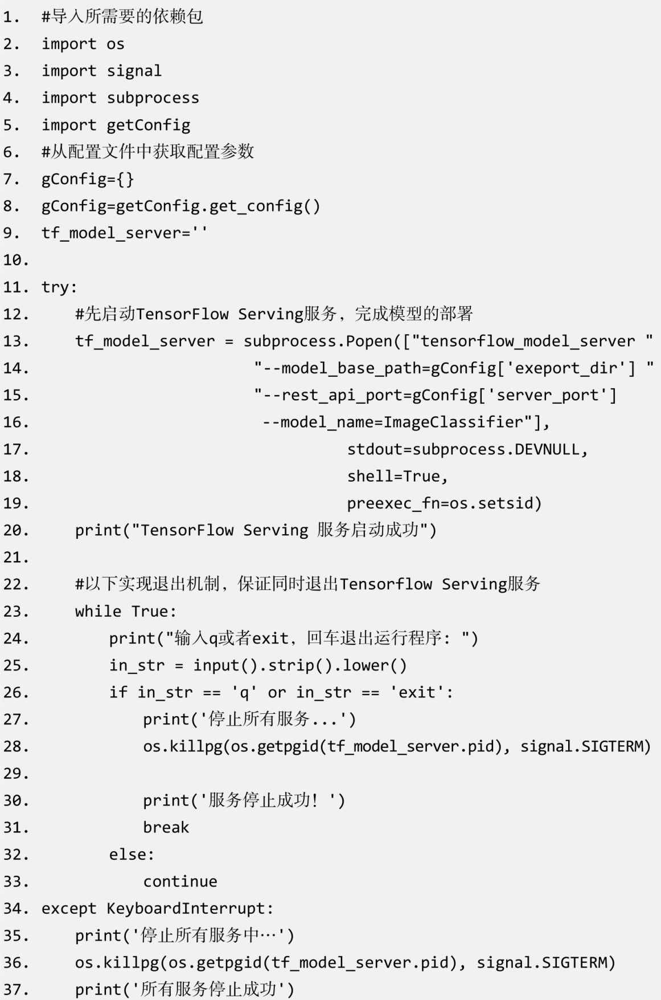 1. #导入所需要的依赖包
2. import os
3. import signal
4. import subprocess
5. import getConfig
6. #从配置文件中获取配置参数
7. gConfig={}
8. gConfig=getConfig.get_config()
9. tf_model_server=''
10.
11. try:
12.     #先启动TensorFlow Serving服务，完成模型的部署
13.     tf_model_server = subprocess.Popen(["tensorflow_model_server "
14.                          "--model_base_path=gConfig['exeport_dir'] "
15.                          "--rest_api_port=gConfig['server_port']
16.                           --model_name=ImageClassifier"],
17.                                     stdout=subprocess.DEVNULL,
18.                                     shell=True,
19.                                     preexec_fn=os.setsid)
20.     print("TensorFlow Serving 服务启动成功")
21.
22.     #以下实现退出机制，保证同时退出Tensorflow Serving服务
23.     while True:
24.         print("输入q或者exit，回车退出运行程序：")
25.         in_str = input().strip().lower()
26.         if in_str == 'q' or in_str == 'exit':
27.             print('停止所有服务...')
28.             os.killpg(os.getpgid(tf_model_server.pid), signal.SIGTERM)
29.
30.             print('服务停止成功！')
31.             break
32.         else:
33.             continue
34. except KeyboardInterrupt:
35.     print('停止所有服务中…')
36.     os.killpg(os.getpgid(tf_model_server.pid), signal.SIGTERM)
37.     print('所有服务停止成功')